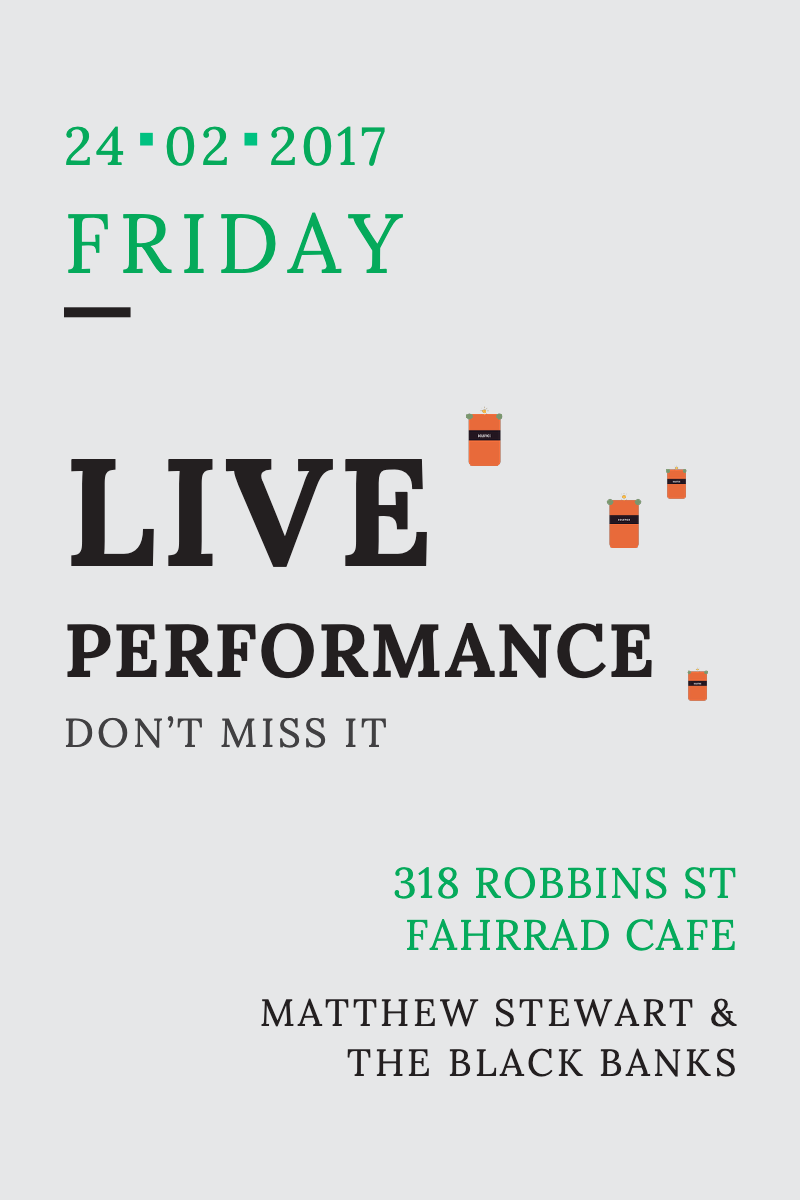 24▪02▪2017
FRIDAY
LIVE
PERFORMANCE
DON'T MISS IT
318 ROBBINS ST
FAHRRAD CAFE
MATTHEW STEWART &
THE BLACK BANKS